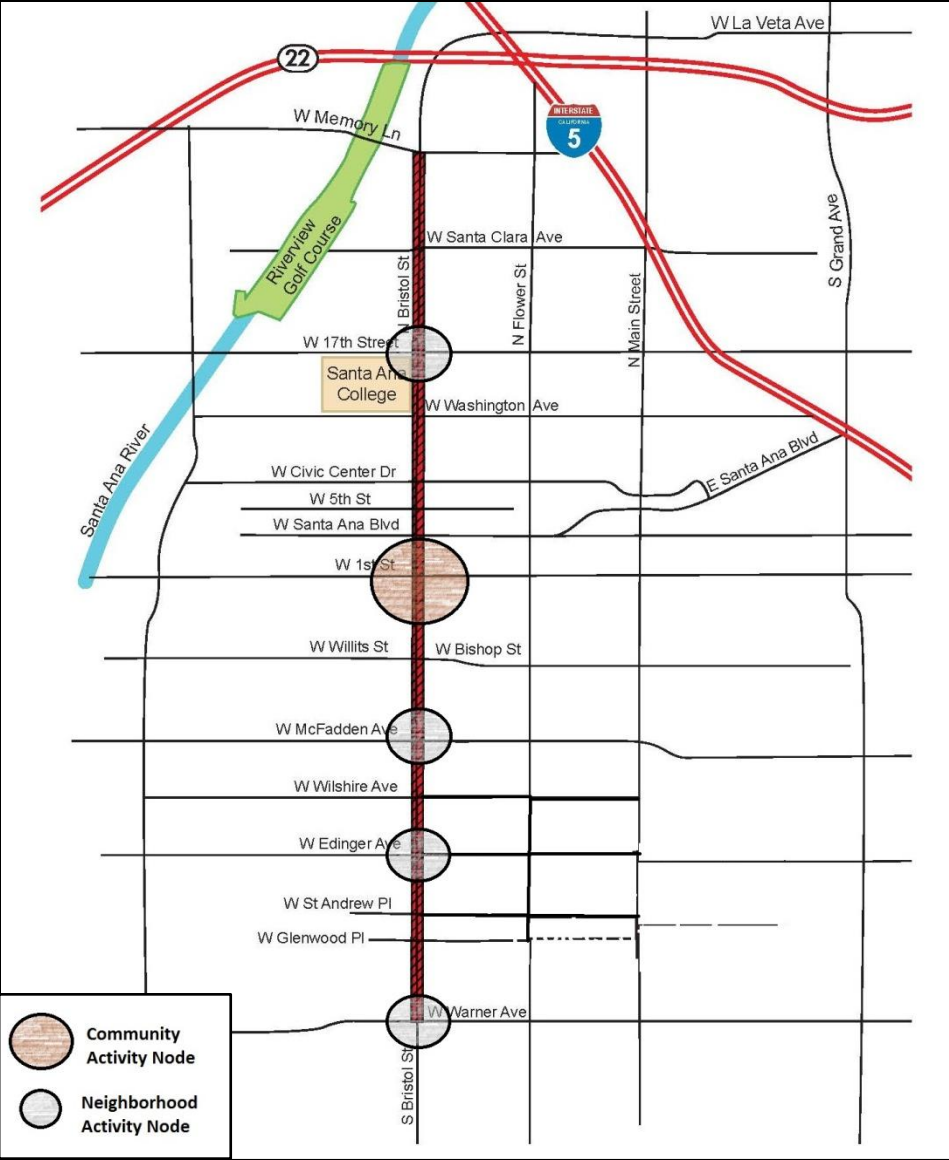 W La Veta Ave
22
INTERSTATE
CALIFORNIA
5
W Memory Ln
S Grand Ave
W Santa Clara Ave
Riverview
Golf Course
N Bristol St
N Flower St
N Main Street
W 17th Street
Santa Ana
College
W Washington Ave
Santa Ana River
E Santa Ana Blvd
W Civic Center Dr
W 5th St
W Santa Ana Blvd
W 1st St
W Willits St
W Bishop St
W McFadden Ave
W Wilshire Ave
W Edinger Ave
W St Andrew Pl
W Glenwood Pl
W Warner Ave
S Bristol St
Community
Activity Node
Neighborhood
Activity Node